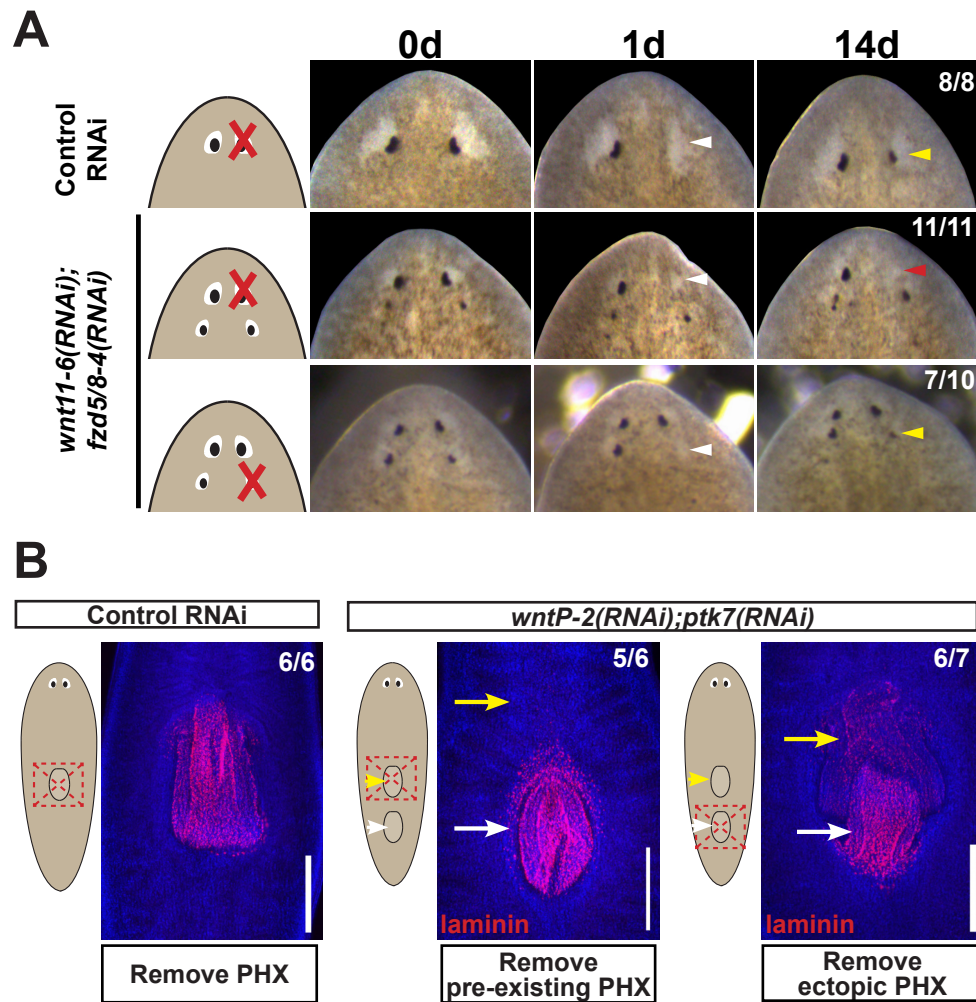 A
0d 1d 14d
Control
RNAi
8/8
wnt11-6(RNAi);
fzd5/8-4(RNAi)
11/11
7/10
B
Control RNAi
wntP-2(RNAi);ptk7(RNAi)
6/6
5/6
6/7
laminin
laminin
Remove PHX
Remove
pre-existing PHX
Remove
ectopic PHX